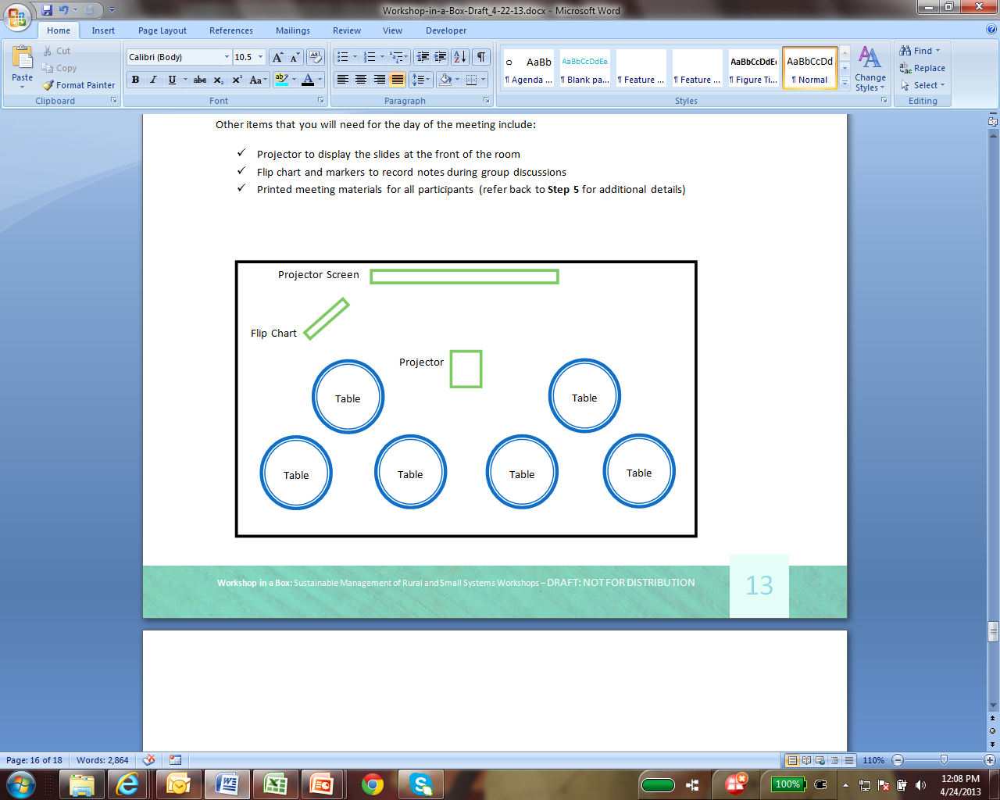 Workshop-in-a-Box-Draft_4-22-13.docx - Microsoft Word
Home Insert Page Layout References Mailings Review View Developer
Paste
Cut
Copy
Format Painter
Clipboard
Calibri (Body) 10.5
B I U abc X₂ X² Aa
Font
Paragraph
AaBb AaBbCcDdEe AaBbCcDdE AaBbCcDd
¶ Agenda ... ¶ Blank pa... ¶ Feature ... ¶ Feature ... ¶ Figure Ti... ¶ Normal
Change
Styles
Styles
Find
Replace
Select
Editing
Other items that you will need for the day of the meeting include:
✓ Projector to display the slides at the front of the room
✓ Flip chart and markers to record notes during group discussions
✓ Printed meeting materials for all participants (refer back to Step 5 for additional details)
Projector Screen
Flip Chart
Projector
Table Table
Table Table Table Table
Workshop in a Box: Sustainable Management of Rural and Small Systems Workshops – DRAFT: NOT FOR DISTRIBUTION
13
Page: 16 of 18 Words: 2,864 110%
100%
12:08 PM
4/24/2013